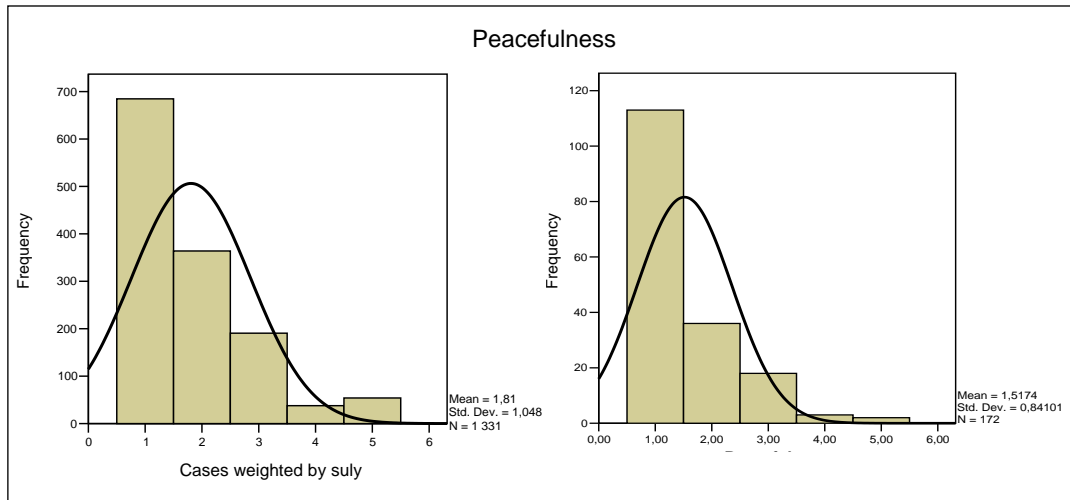 Peacefulness
Frequency
700
600
500
400
300
200
100
0
0 1 2 3 4 5 6
Cases weighted by suly
Mean = 1,81
Std. Dev. = 1,048
N = 1 331
Frequency
120
100
80
60
40
20
0
0,00 1,00 2,00 3,00 4,00 5,00 6,00
Mean = 1,5174
Std. Dev. = 0,84101
N = 172